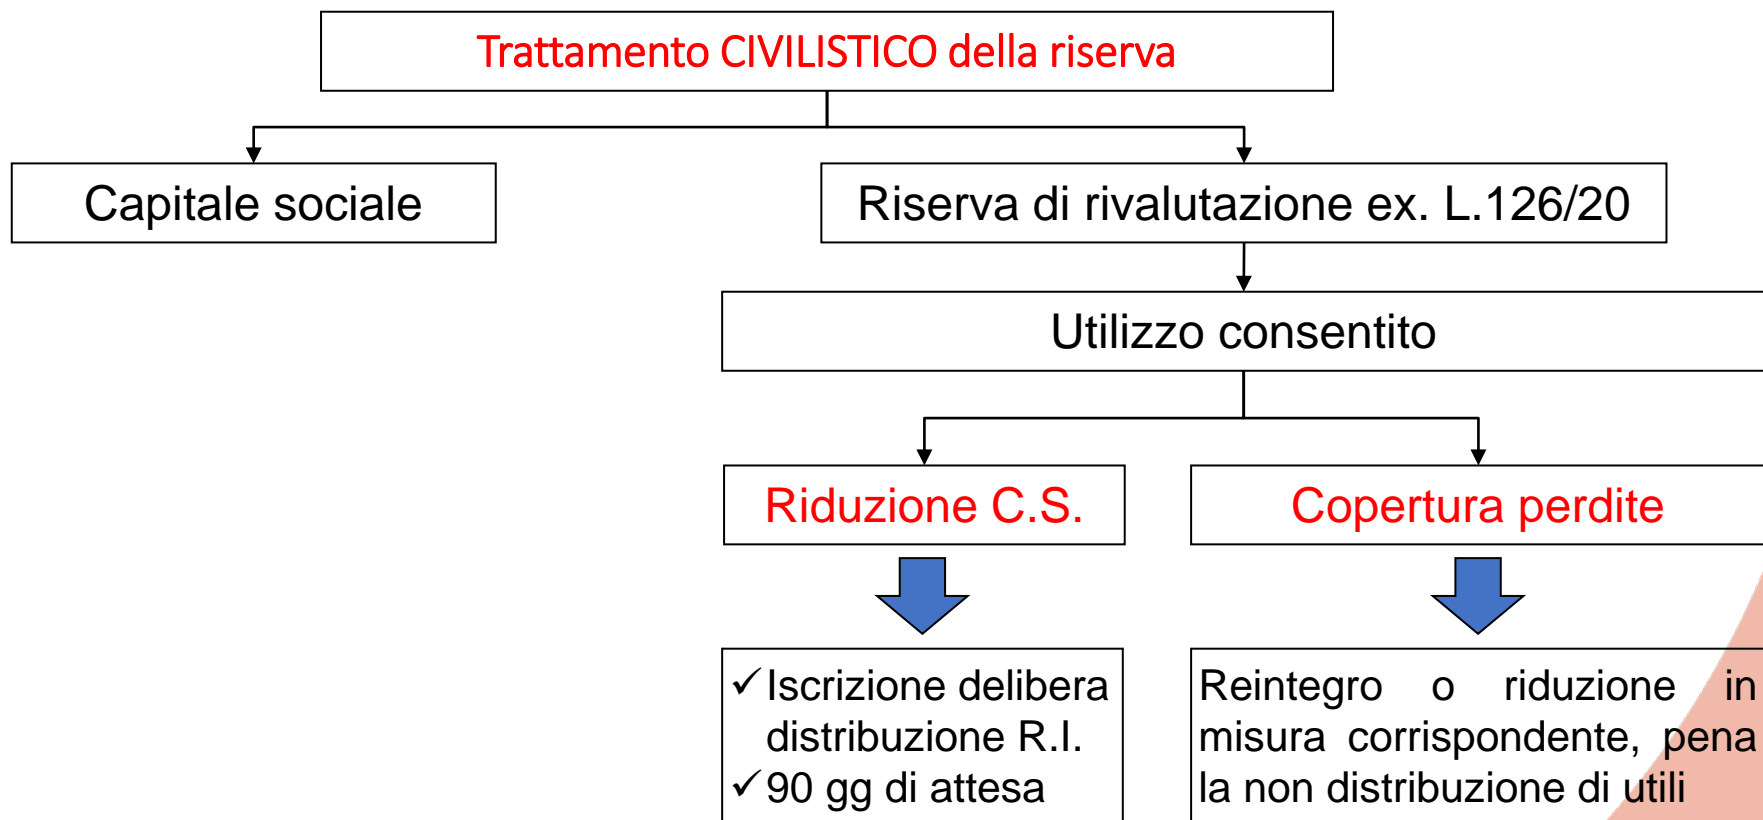 Trattamento CIVILISTICO della riserva
Capitale sociale
Riserva di rivalutazione ex. L.126/20
Utilizzo consentito
Riduzione C.S.
Copertura perdite
✓Iscrizione delibera
distribuzione R.I.
✓90 gg di attesa
Reintegro o riduzione in
misura corrispondente, pena
la non distribuzione di utili